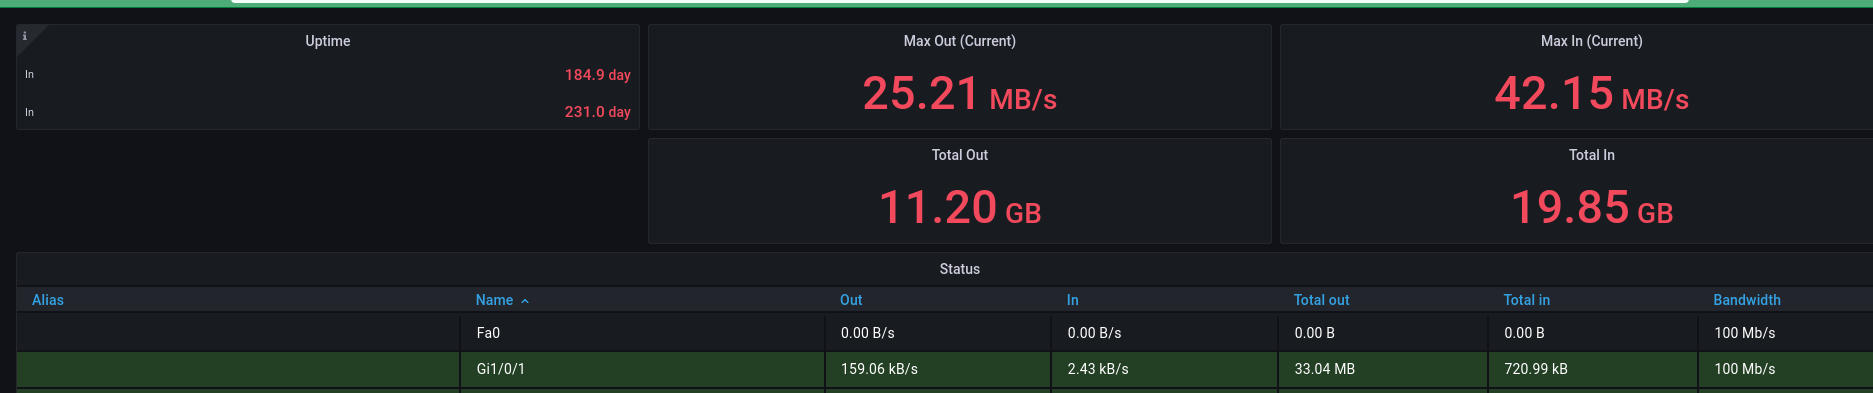 i
Uptime
In 184.9 day
In 231.0 day
Max Out (Current)
25.21 MB/s
Max In (Current)
42.15 MB/s
Total Out
11.20 GB
Total In
19.85 GB
Status
Alias Name Out In Total out Total in Bandwidth
Fa0 0.00 B/s 0.00 B/s 0.00 B 0.00 B 100 Mb/s
Gi1/0/1 159.06 kB/s 2.43 kB/s 33.04 MB 720.99 kB 100 Mb/s